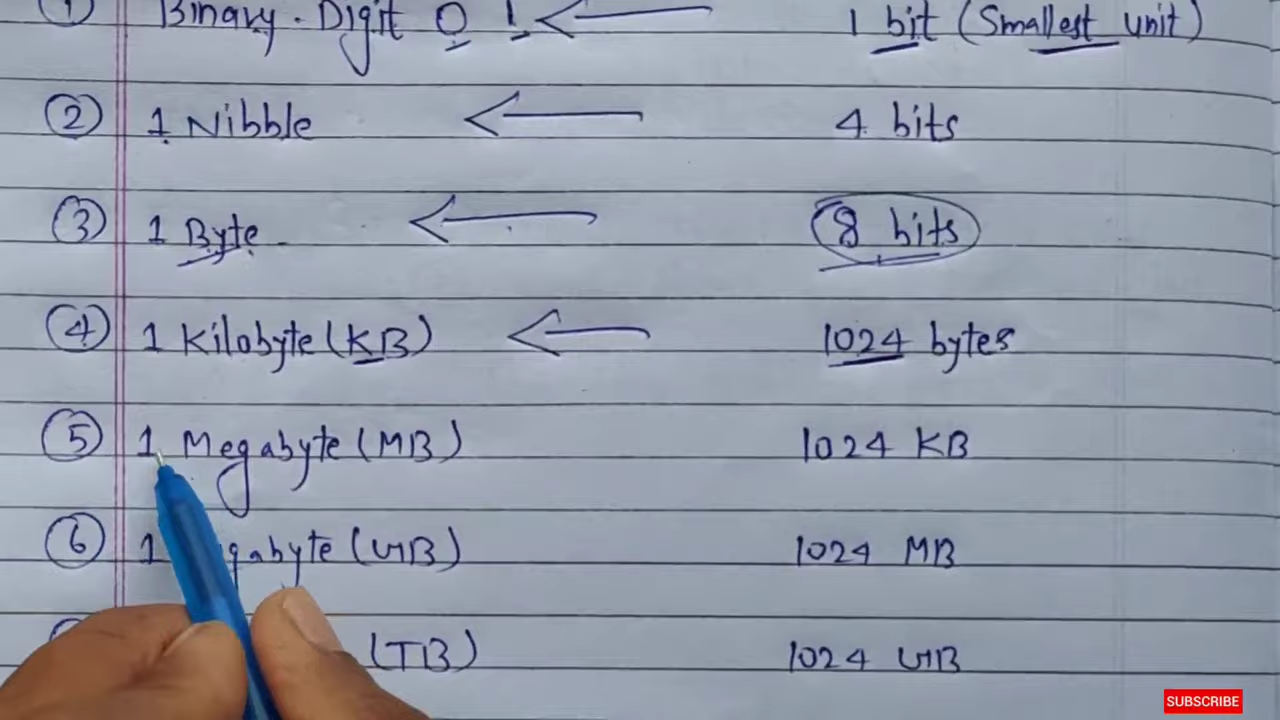 ① Binary. Digit 0 1 ← 1 bit (Smallest unit)
② 1 Nibble ← 4 bits
③ 1 Byte ← 8 bits
④ 1 Kilobyte (KB) ← 1024 bytes
⑤ 1 Megabyte (MB) 1024 KB
⑥ 1 gabyte (GB) 1024 MB
(TB) 1024 GB
SUBSCRIBE